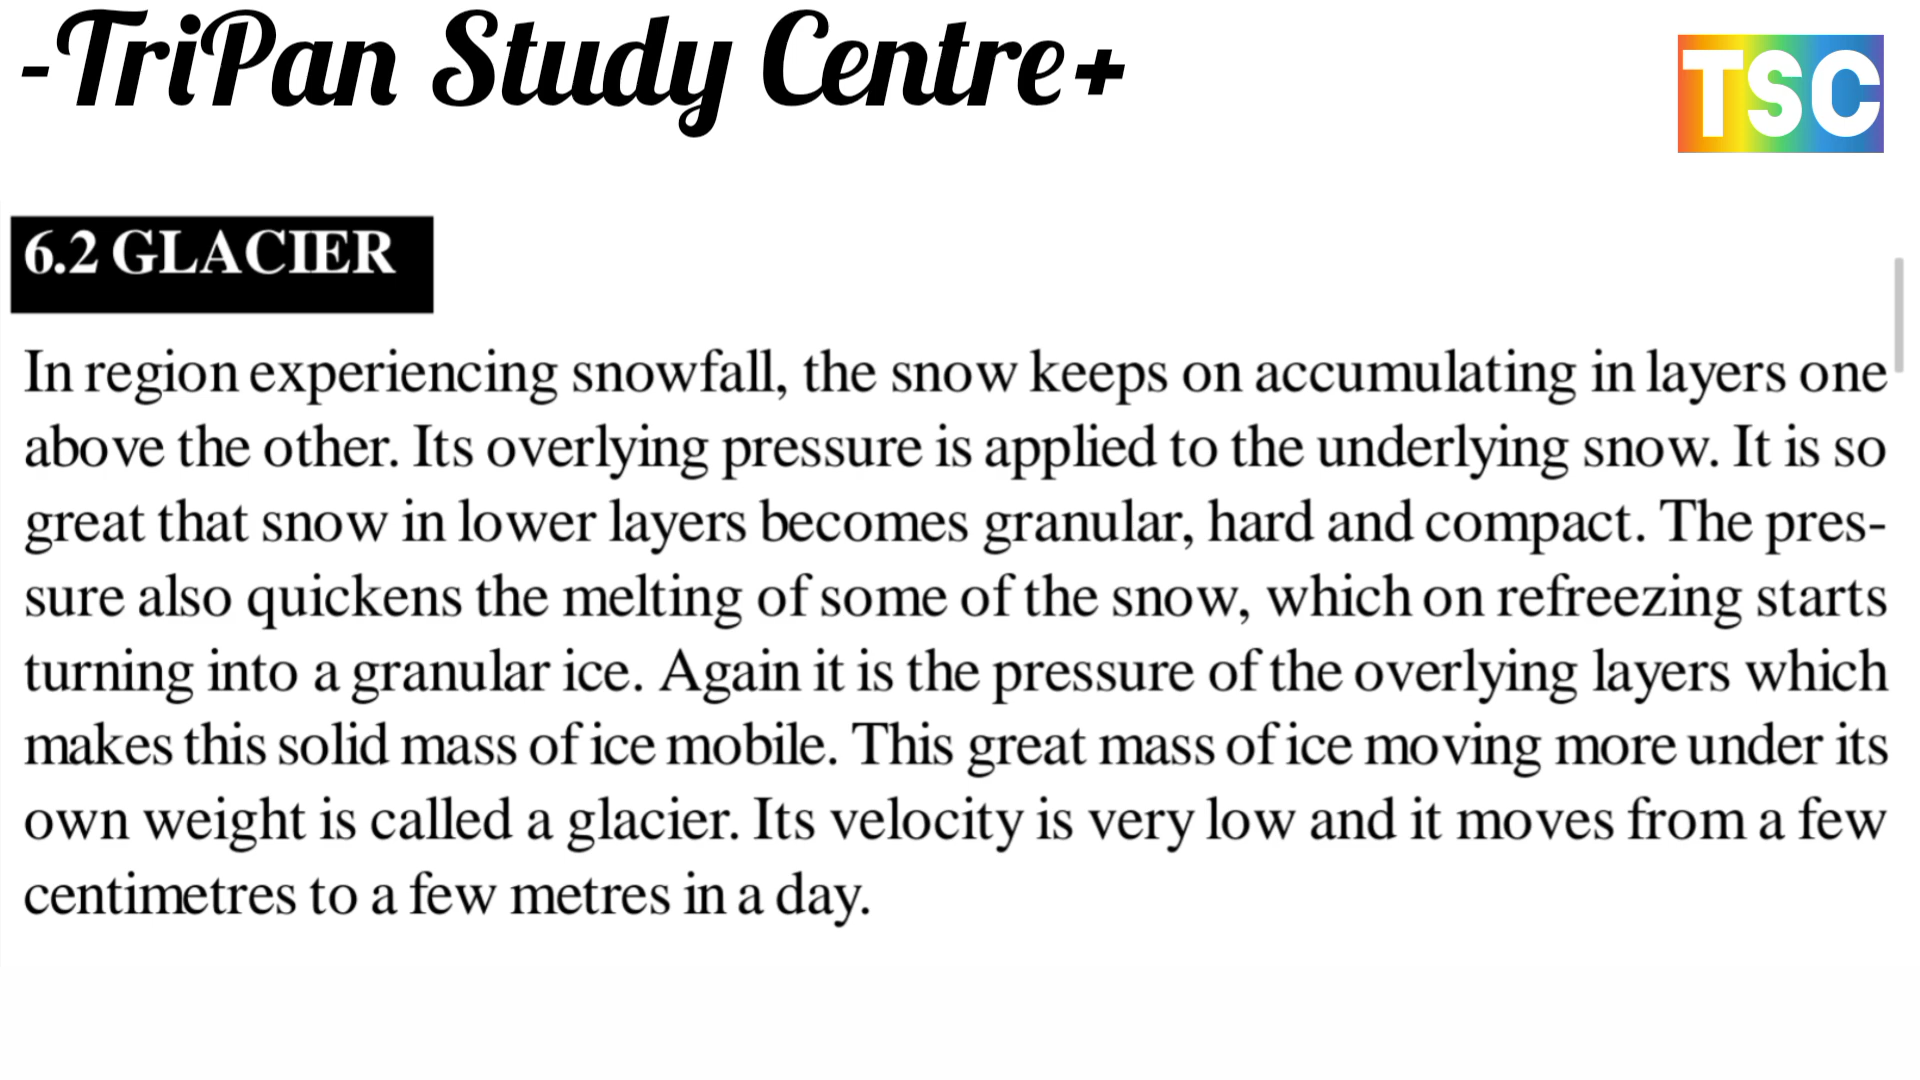 -TriPan Study Centre+
TSC
6.2 GLACIER
In region experiencing snowfall, the snow keeps on accumulating in layers one
above the other. Its overlying pressure is applied to the underlying snow. It is so
great that snow in lower layers becomes granular, hard and compact. The pres-
sure also quickens the melting of some of the snow, which on refreezing starts
turning into a granular ice. Again it is the pressure of the overlying layers which
makes this solid mass of ice mobile. This great mass of ice moving more under its
own weight is called a glacier. Its velocity is very low and it moves from a few
centimetres to a few metres in a day.